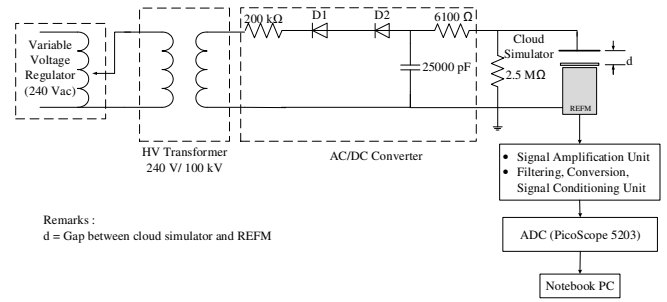 Variable
Voltage
Regulator
(240 Vac)
200 kΩ
D1
D2
6100 Ω
25000 pF
Cloud
Simulator
2.5 MΩ
d
REFM
HV Transformer
240 V/ 100 kV
AC/DC Converter
• Signal Amplification Unit
• Filtering, Conversion,
Signal Conditioning Unit
ADC (PicoScope 5203)
Notebook PC
Remarks :
d = Gap between cloud simulator and REFM